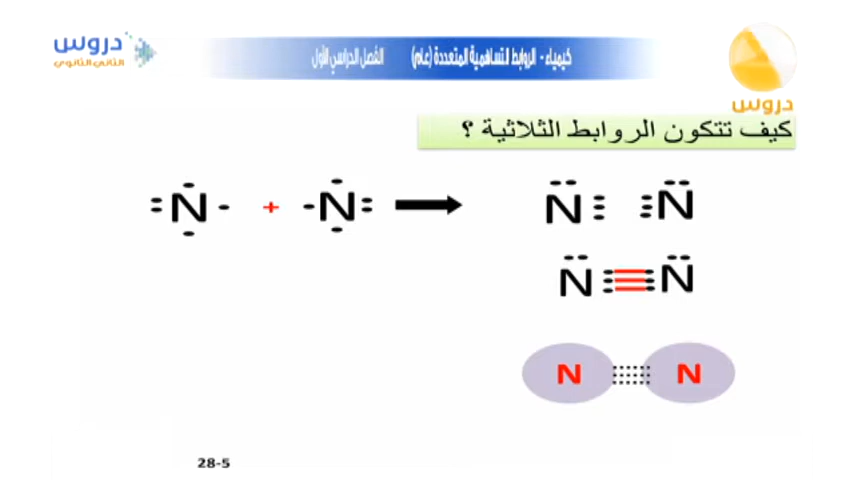 دروس
الثاني الثانوي
كيمياء - الروابط التساهمية المتعددة (عام) الفصل الدراسي الأول
دروس
كيف تتكون الروابط الثلاثية ؟
N + N N N
N N
N N
28-5